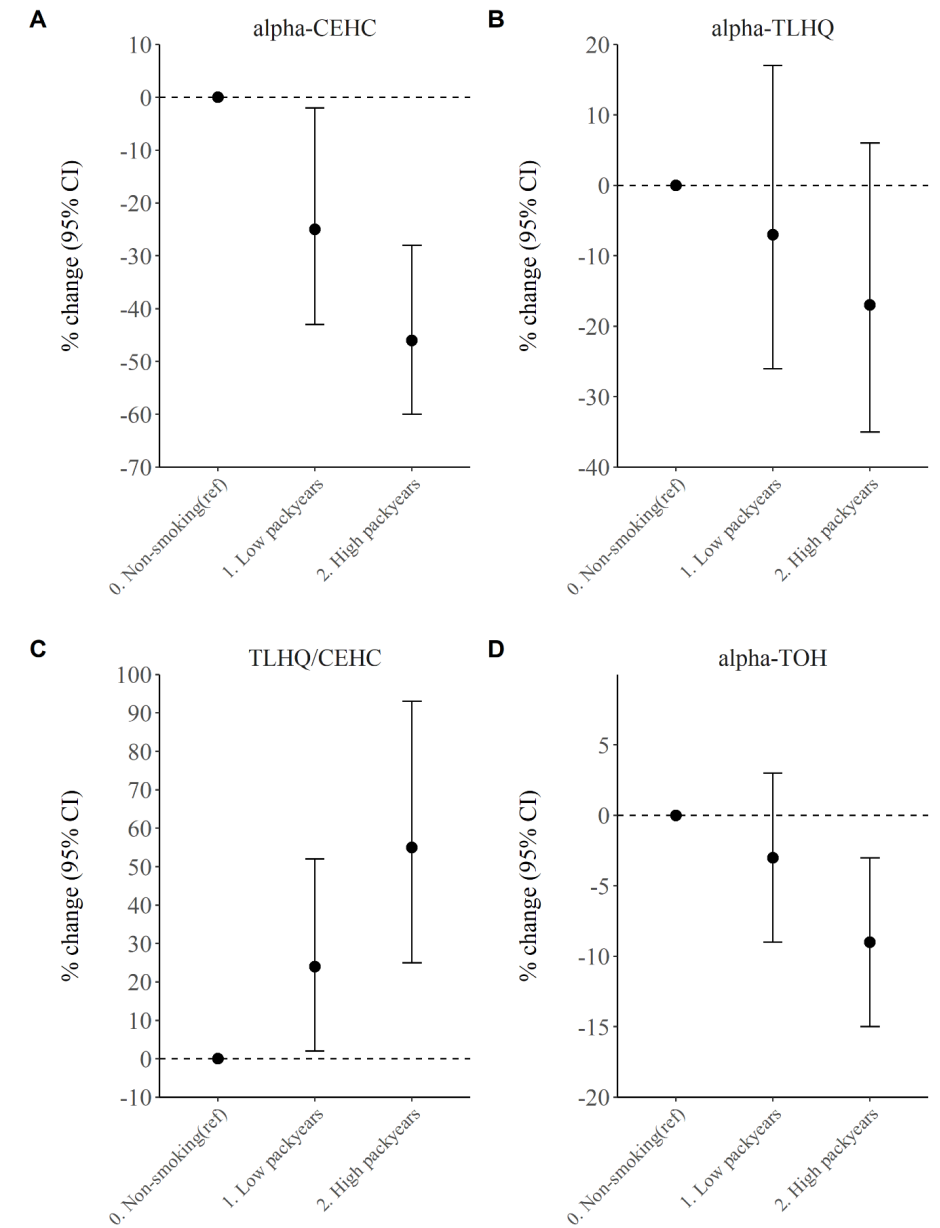 A
alpha-CEHC
% change (95% CI)
10
0
-10
-20
-30
-40
-50
-60
-70
0. Non-smoking(ref)
1. Low packyears
2. High packyears
B
alpha-TLHQ
% change (95% CI)
20
10
0
-10
-20
-30
-40
0. Non-smoking(ref)
1. Low packyears
2. High packyears
C
TLHQ/CEHC
% change (95% CI)
100
90
80
70
60
50
40
30
20
10
0
-10
0. Non-smoking(ref)
1. Low packyears
2. High packyears
D
alpha-TOH
% change (95% CI)
5
0
-5
-10
-15
-20
0. Non-smoking(ref)
1. Low packyears
2. High packyears